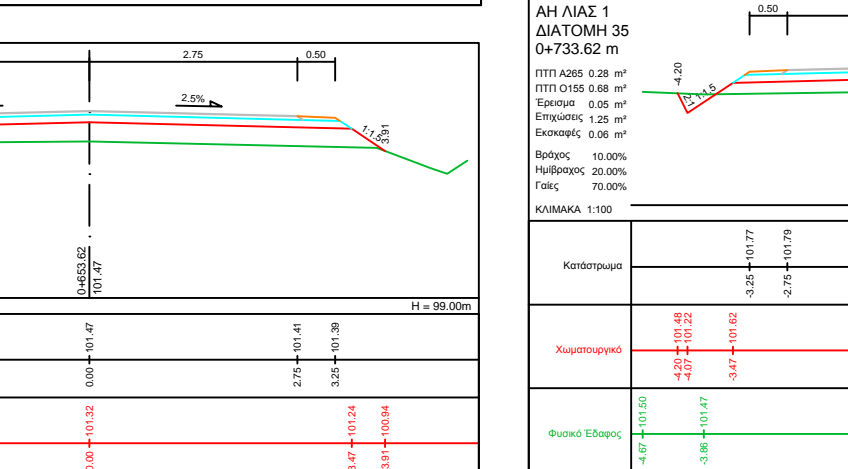 2.75
0.50
2.5%
1:1.5
3.91
0+653.62
101.47
H = 99.00m
0.00
101.47
2.75
101.41
3.25
101.39
0.00
101.32
3.47
101.24
3.91
100.94
ΑΗ ΛΙΑΣ 1
ΔΙΑΤΟΜΗ 35
0+733.62 m
ΠΤΠ Α265 0.28 m²
ΠΤΠ Ο155 0.68 m²
Έρεισμα 0.05 m²
Επιχώσεις 1.25 m²
Εκσκαφές 0.06 m²
Βράχος 10.00%
Ημίβραχος 20.00%
Γαίες 70.00%
ΚΛΙΜΑΚΑ 1:100
0.50
-4.20
2:1
1:1.5
Κατάστρωμα
-3.25
101.77
-2.75
101.79
Χωματουργικό
-4.20
101.48
-4.07
101.22
-3.47
101.62
Φυσικό Έδαφος
-4.67
101.50
-3.86
101.47